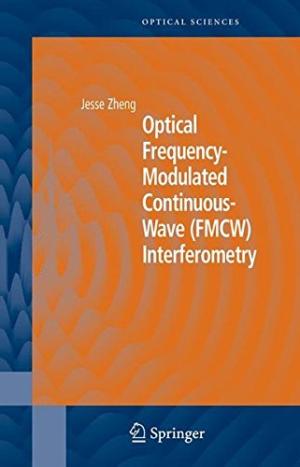 OPTICAL SCIENCES
Jesse Zheng
Optical
Frequency-
Modulated
Continuous-
Wave (FMCW)
Interferometry
Springer